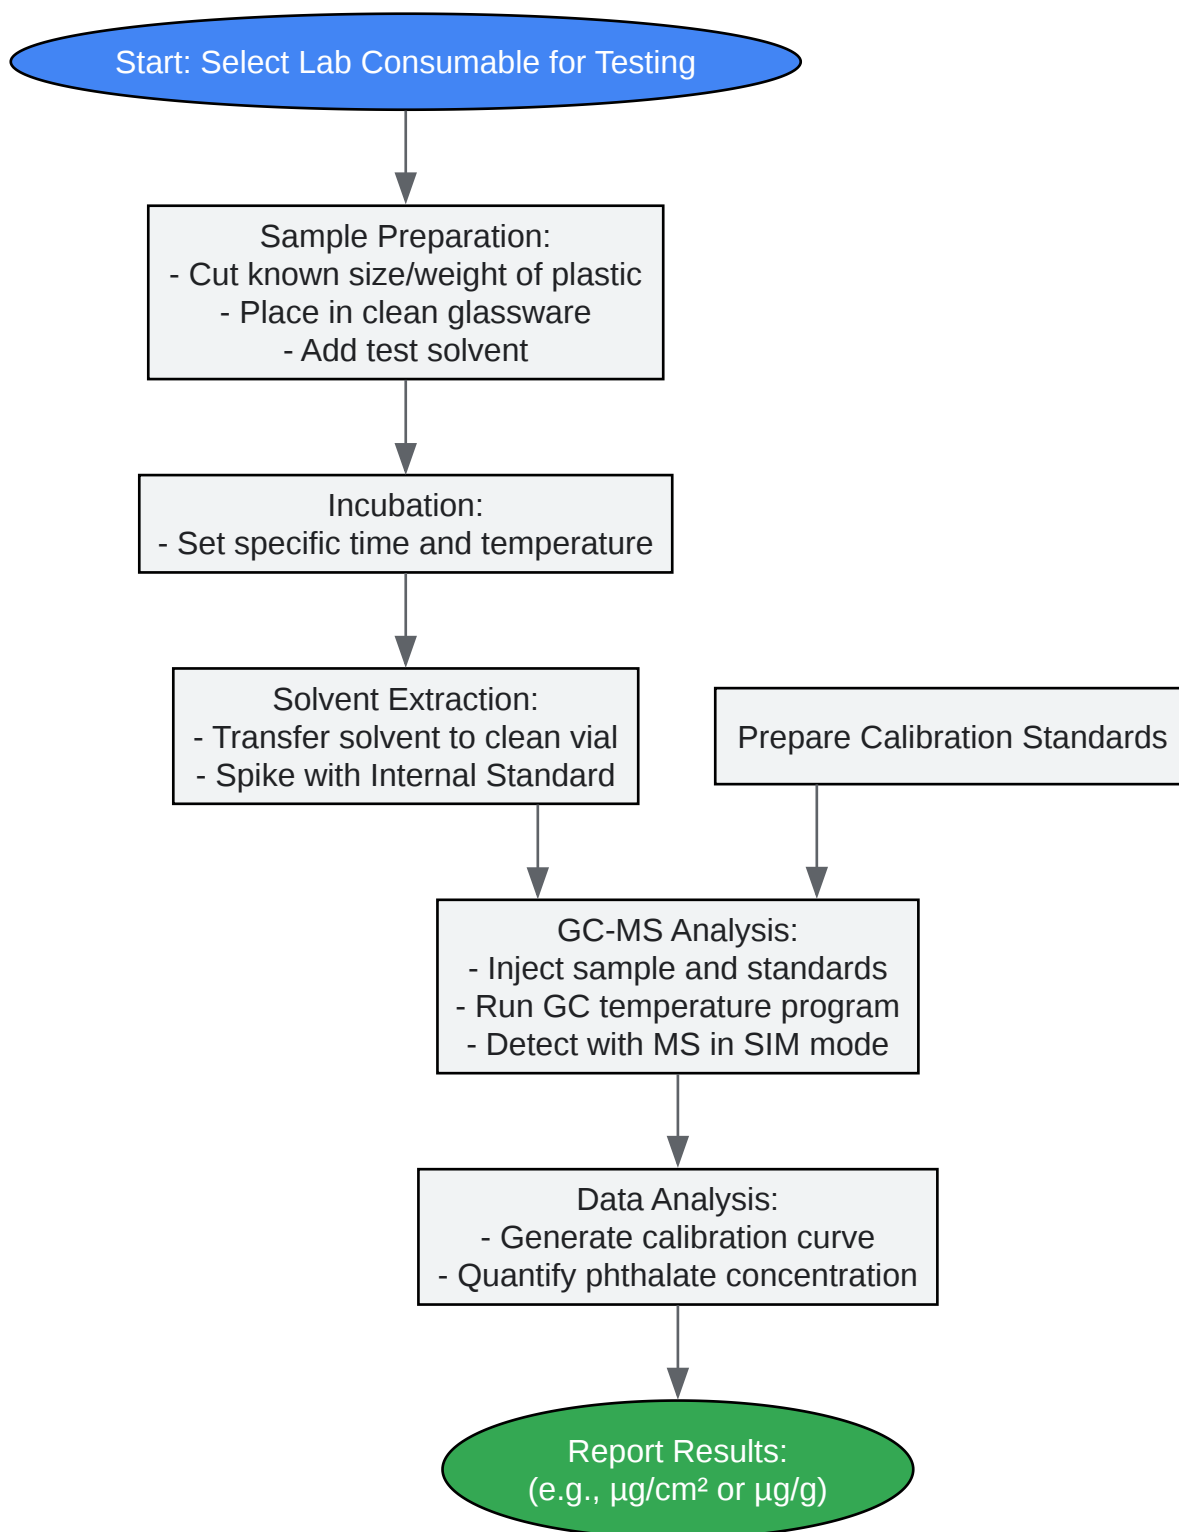 Start: Select Lab Consumable for Testing
Sample Preparation:
- Cut known size/weight of plastic
- Place in clean glassware
- Add test solvent
Incubation:
- Set specific time and temperature
Solvent Extraction:
- Transfer solvent to clean vial
- Spike with Internal Standard
Prepare Calibration Standards
GC-MS Analysis:
- Inject sample and standards
- Run GC temperature program
- Detect with MS in SIM mode
Data Analysis:
- Generate calibration curve
- Quantify phthalate concentration
Report Results:
(e.g., µg/cm² or µg/g)